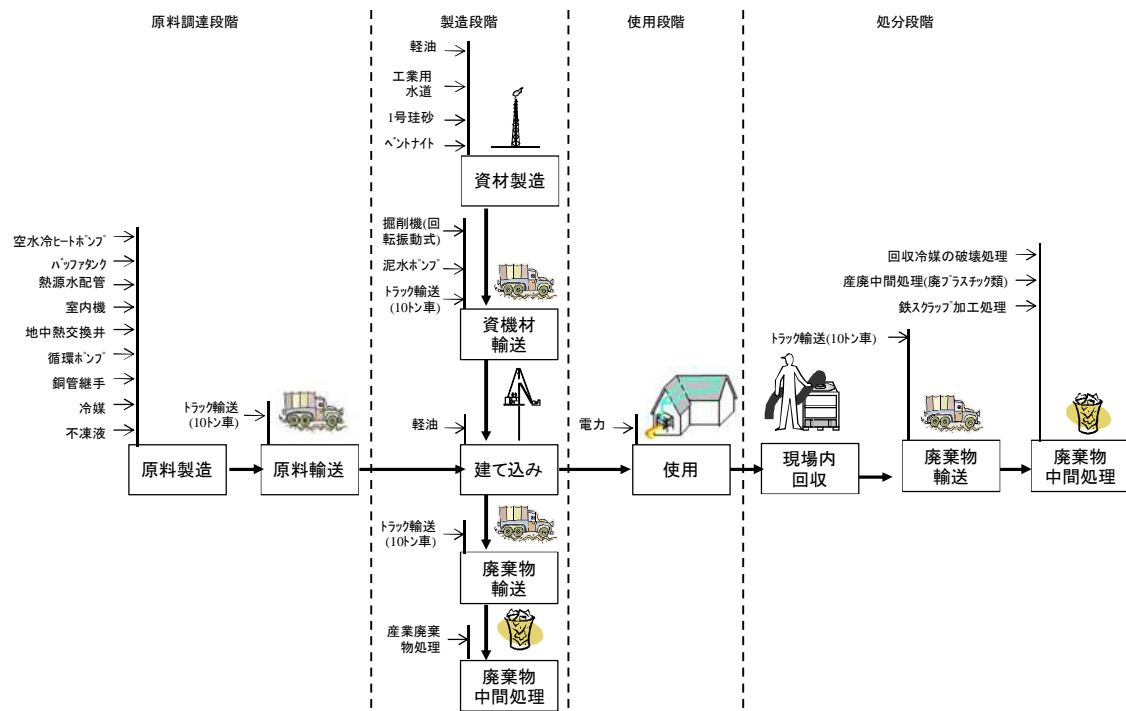 原料調達段階
製造段階
使用段階
処分段階
軽油
工業用
水道
1号珪砂
ベントナイト
資材製造
掘削機(回
転振動式)
泥水ポンプ
トラック輸送
(10トン車)
資機材
輸送
空水冷ヒートポンプ
バッファタンク
熱源水配管
室内機
地中熱交換井
循環ポンプ
銅管継手
冷媒
不凍液
原料製造
トラック輸送
(10トン車)
原料輸送
軽油
建て込み
電力
使用
現場内
回収
トラック輸送(10トン車)
廃棄物
輸送
回収冷媒の破壊処理
産廃中間処理(廃プラスチック類)
鉄スクラップ加工処理
廃棄物
中間処理
トラック輸送
(10トン車)
廃棄物
輸送
産業廃棄
物処理
廃棄物
中間処理